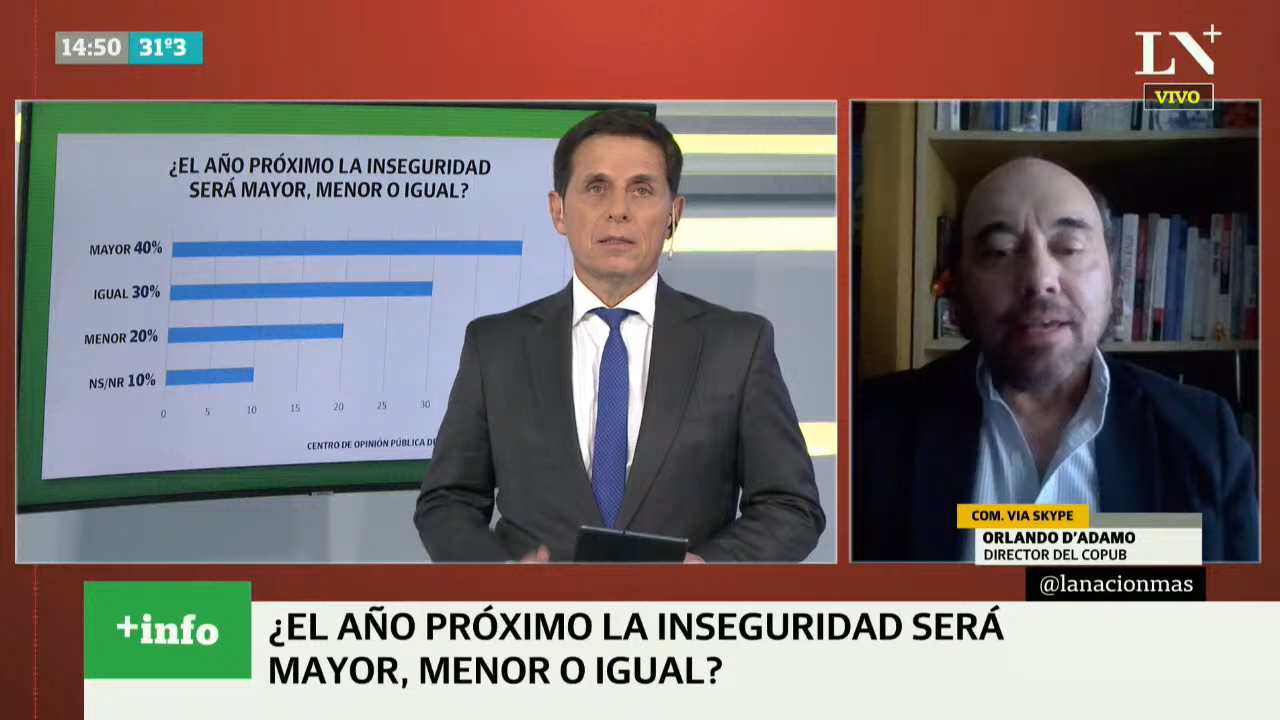 14:50 31º3
LN+
VIVO
¿EL AÑO PRÓXIMO LA INSEGURIDAD
SERÁ MAYOR, MENOR O IGUAL?
MAYOR 40%
IGUAL 30%
MENOR 20%
NS/NR 10%
0 5 10 15 20 25 30
CENTRO DE OPINIÓN PÚBLICA
COM. VIA SKYPE
ORLANDO D'ADAMO
DIRECTOR DEL COPUB
@lanacionmas
+info
¿EL AÑO PRÓXIMO LA INSEGURIDAD SERÁ
MAYOR, MENOR O IGUAL?